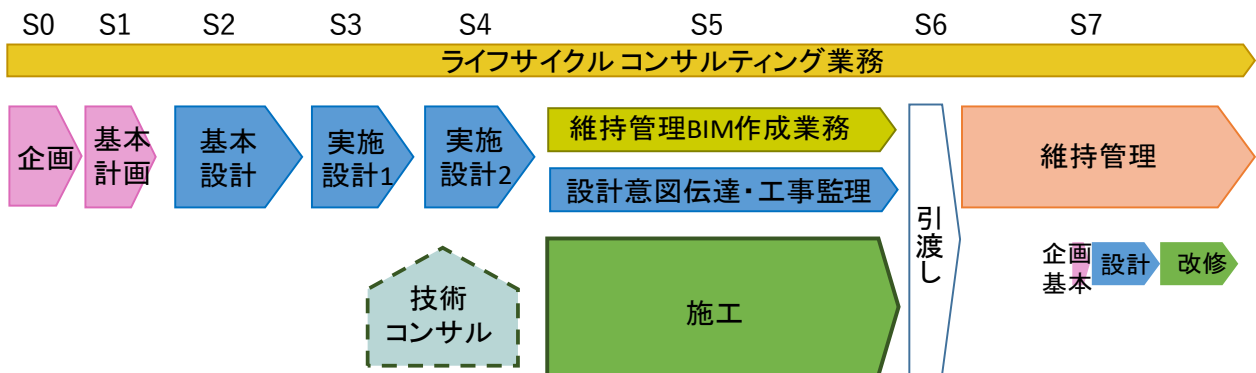 S0 S1 S2 S3 S4 S5 S6 S7
ライフサイクル コンサルティング業務
企画
基本
計画
基本
設計
実施
設計1
実施
設計2
維持管理BIM作成業務
設計意図伝達・工事監理
技術
コンサル
施工
引渡し
維持管理
企画
基本
設計
改修